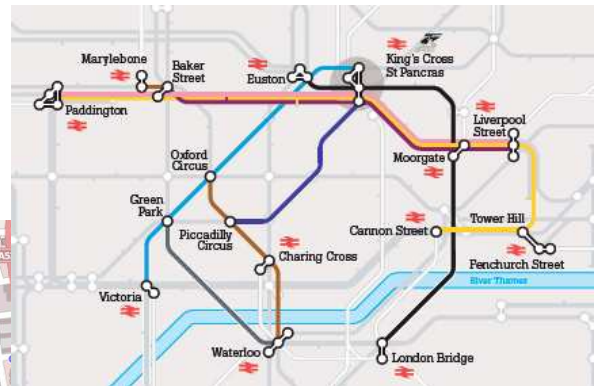 Marylebone
Baker
Street
Euston
King's Cross
St Pancras
Paddington
Liverpool
Street
Moorgate
Oxford
Circus
Green
Park
Piccadilly
Circus
Cannon Street
Tower Hill
Charing Cross
Fenchurch Street
River Thames
Victoria
Waterloo
London Bridge